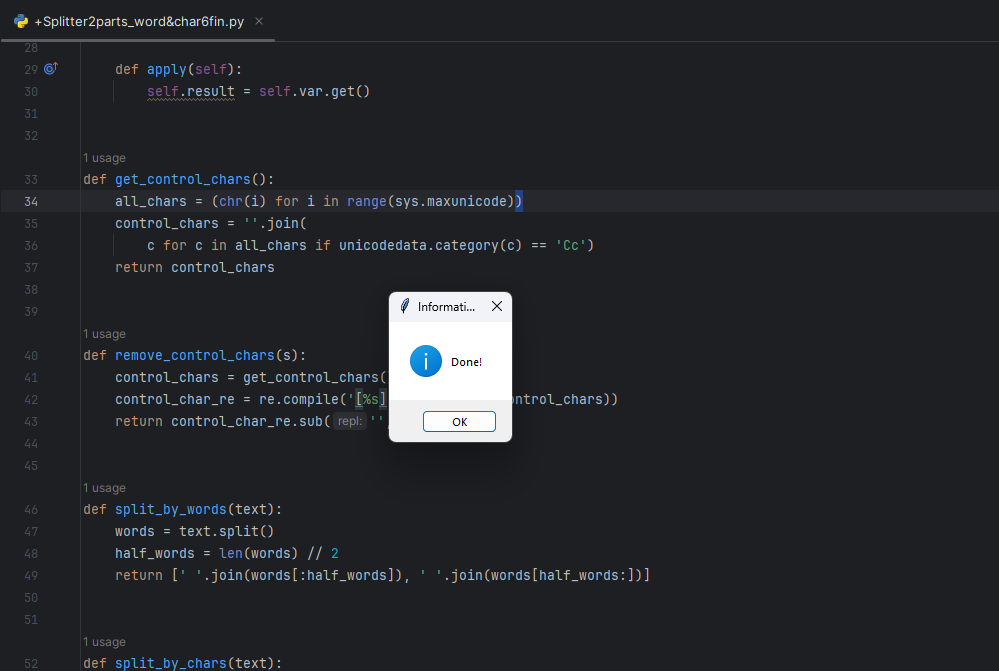 +Splitter2parts_word&char6fin.py
28
29 def apply(self):
30 self.result = self.var.get()
31
32
1 usage
33 def get_control_chars():
34 all_chars = (chr(i) for i in range(sys.maxunicode))
35 control_chars = ''.join(
36 c for c in all_chars if unicodedata.category(c) == 'Cc')
37 return control_chars
38
39
Informati...
1 usage
40 def remove_control_chars(s):
41 control_chars = get_control_chars(
Done!
42 control_char_re = re.compile('[%s] ontrol_chars))
43 return control_char_re.sub( repl: ''
OK
44
45
1 usage
46 def split_by_words(text):
47 words = text.split()
48 half_words = len(words) // 2
49 return [' '.join(words[:half_words]), ' '.join(words[half_words:])]
50
51
1 usage
52 def split_by_chars(text):